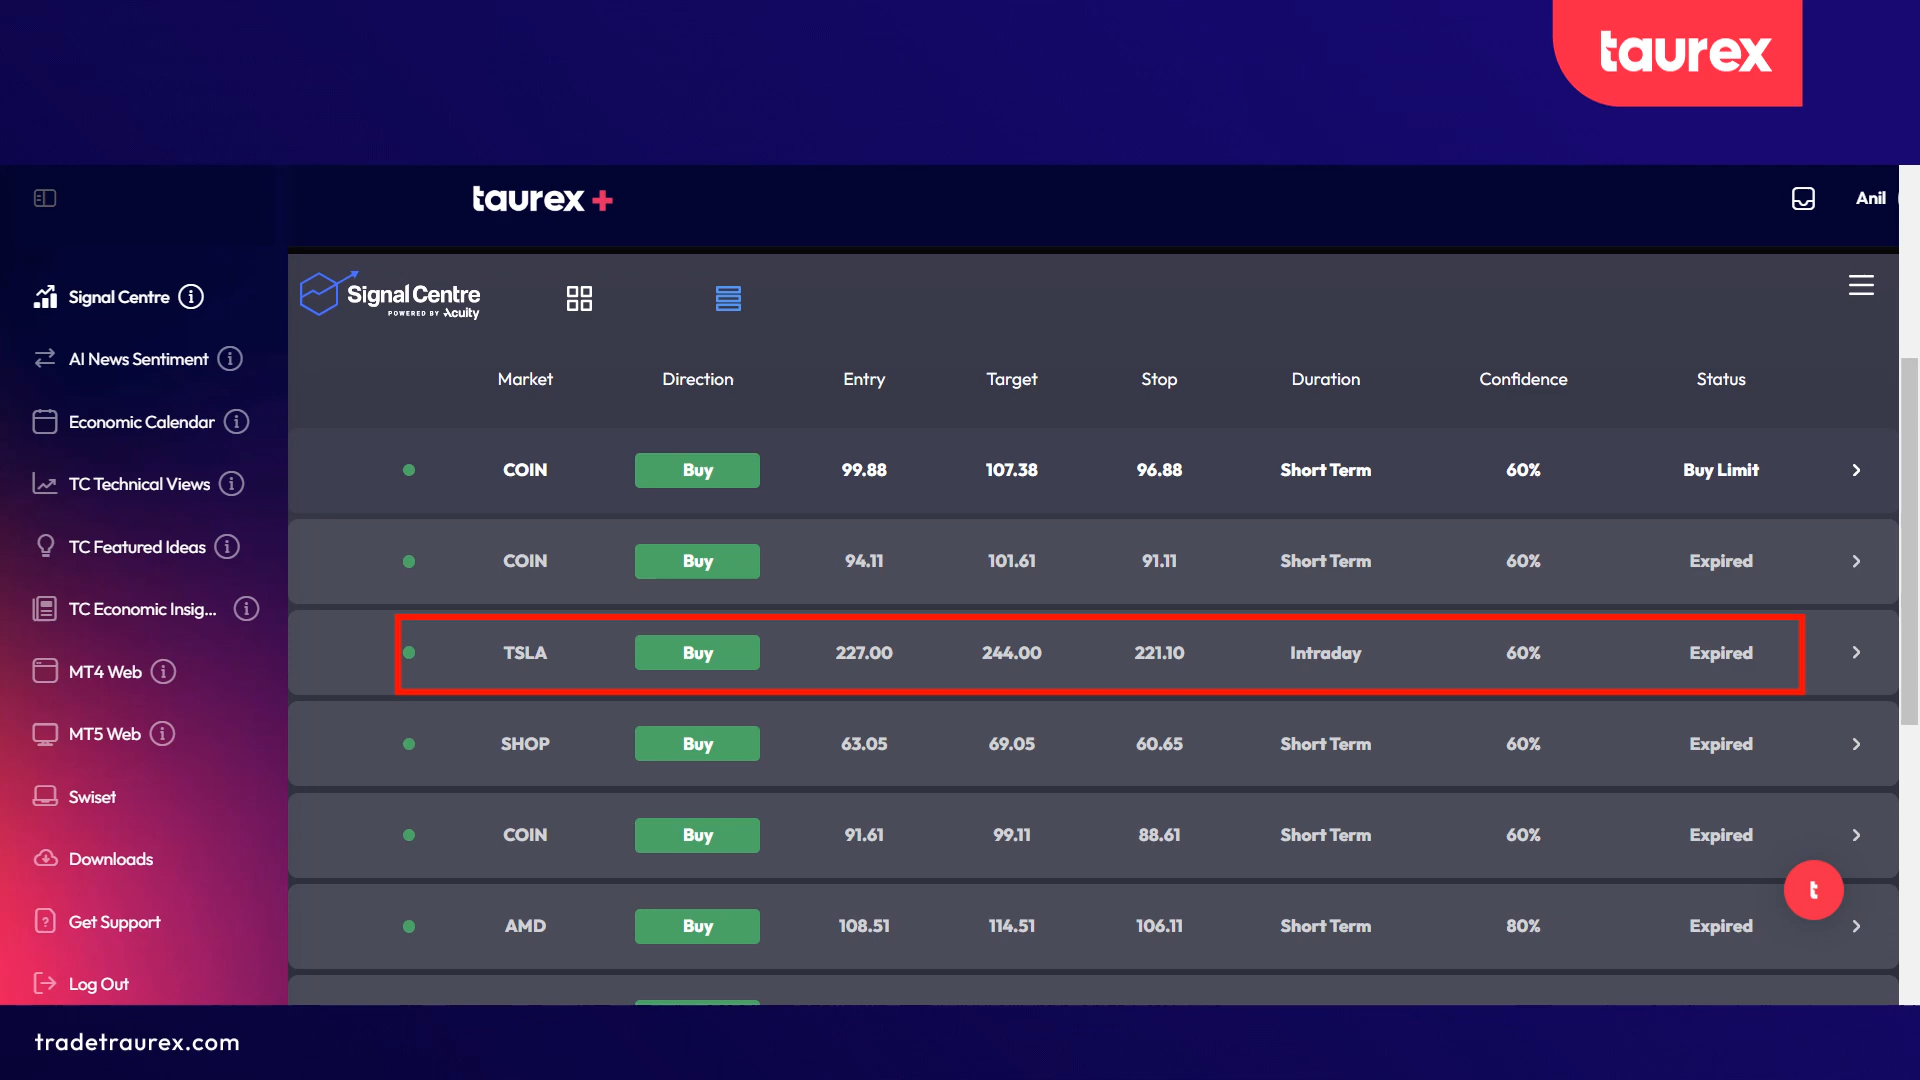 taurex
taurex +
Anil
Signal Centre
AI News Sentiment
Economic Calendar
TC Technical Views
TC Featured Ideas
TC Economic Insig...
MT4 Web
MT5 Web
Swiset
Downloads
Get Support
Log Out
Signal Centre
POWERED BY Acuity
Market Direction Entry Target Stop Duration Confidence Status
COIN Buy 99.88 107.38 96.88 Short Term 60% Buy Limit
COIN Buy 94.11 101.61 91.11 Short Term 60% Expired
TSLA Buy 227.00 244.00 221.10 Intraday 60% Expired
SHOP Buy 63.05 69.05 60.65 Short Term 60% Expired
COIN Buy 91.61 99.11 88.61 Short Term 60% Expired
AMD Buy 108.51 114.51 106.11 Short Term 80% Expired
t
tradetraurex.com